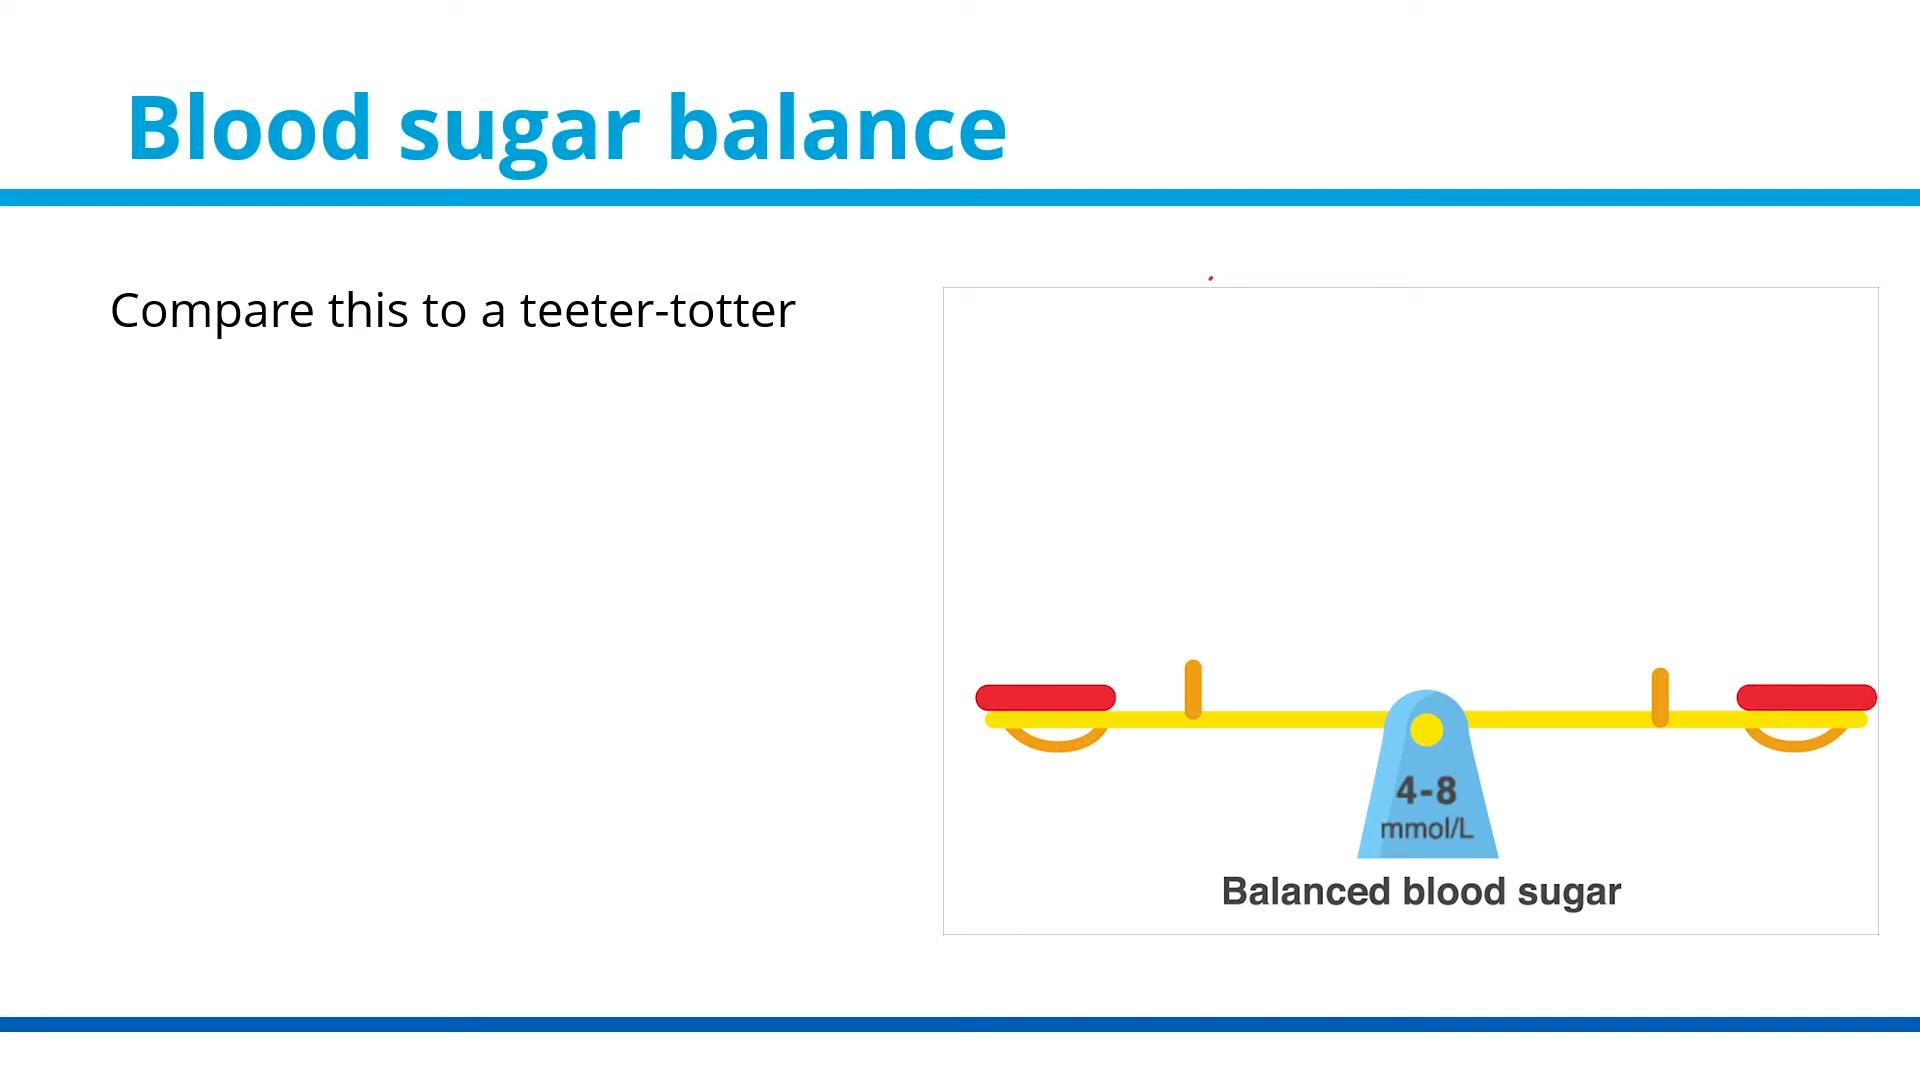 Blood sugar balance
Compare this to a teeter-totter
4-8
mmol/L
Balanced blood sugar